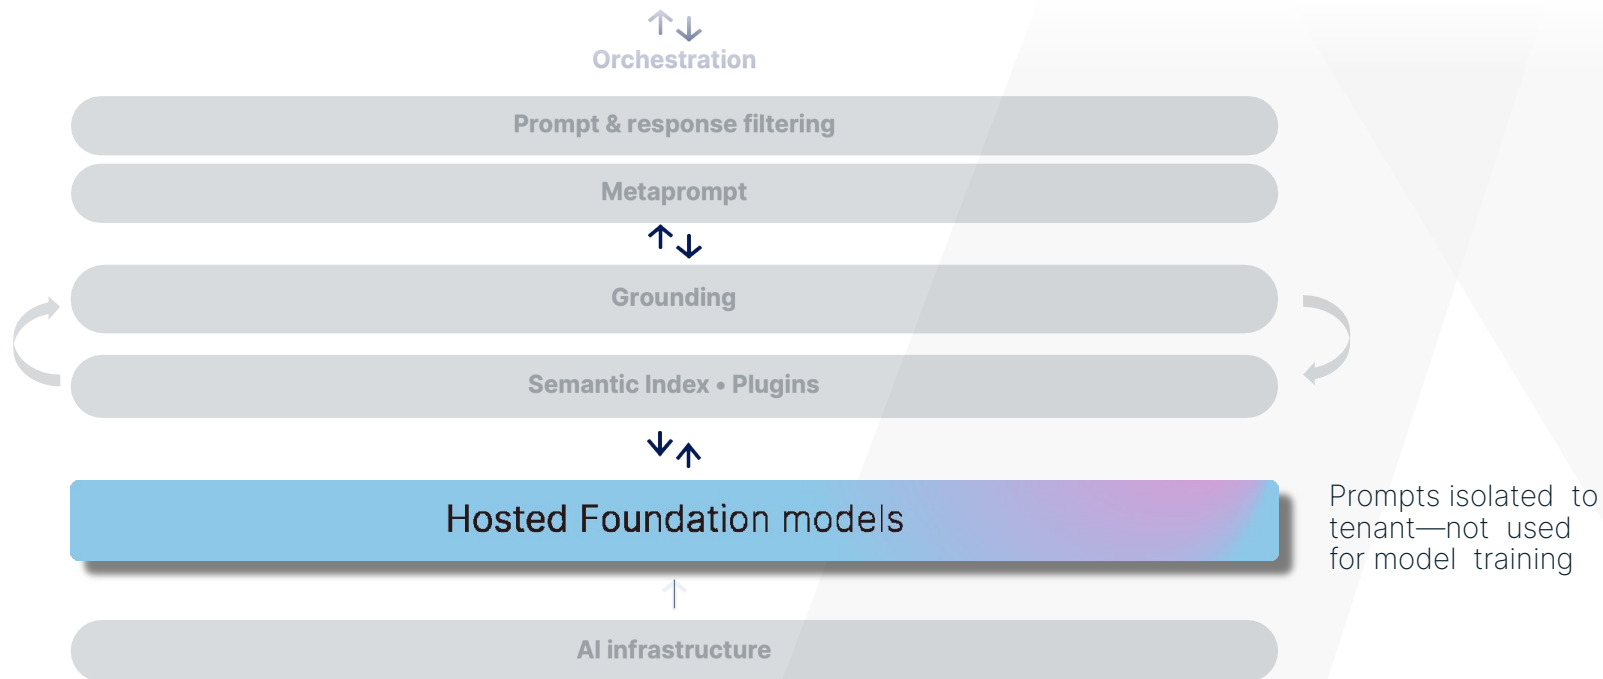 Orchestration
Prompt & response filtering
Metaprompt
Grounding
Semantic Index • Plugins
Hosted Foundation models
Prompts isolated to
tenant—not used
for model training
AI infrastructure